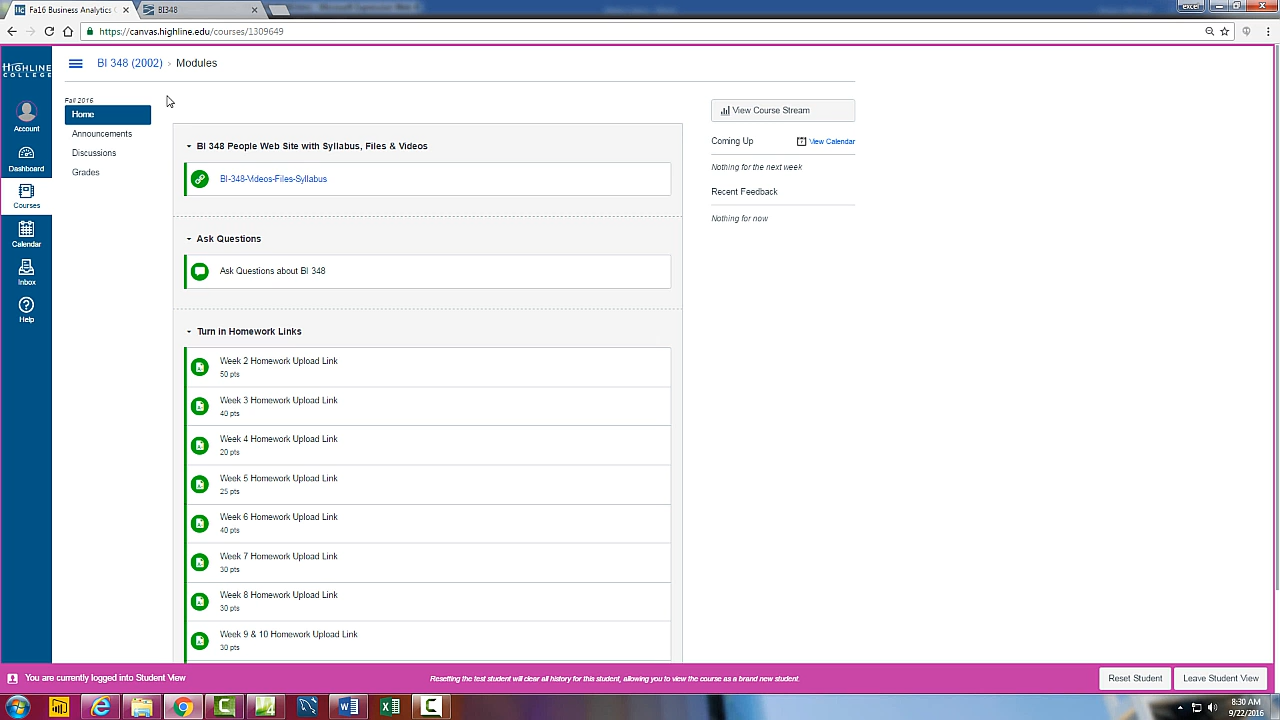 Fa16 Business Analytics C
BI348
excel
https://canvas.highline.edu/courses/1309649
HIGHLINE
COLLEGE
BI 348 (2002) › Modules
Fall 2016
Home
Announcements
Discussions
Grades
Account
Dashboard
Courses
Calendar
Inbox
Help
BI 348 People Web Site with Syllabus, Files & Videos
BI-348-Videos-Files-Syllabus
Ask Questions
Ask Questions about BI 348
Turn in Homework Links
Week 2 Homework Upload Link
50 pts
Week 3 Homework Upload Link
40 pts
Week 4 Homework Upload Link
20 pts
Week 5 Homework Upload Link
25 pts
Week 6 Homework Upload Link
40 pts
Week 7 Homework Upload Link
30 pts
Week 8 Homework Upload Link
30 pts
Week 9 & 10 Homework Upload Link
30 pts
View Course Stream
Coming Up
View Calendar
Nothing for the next week
Recent Feedback
Nothing for now
You are currently logged into Student View
Resetting the test student will clear all history for this student, allowing you to view the course as a brand new student.
Reset Student
Leave Student View
8:30 AM
9/22/2016